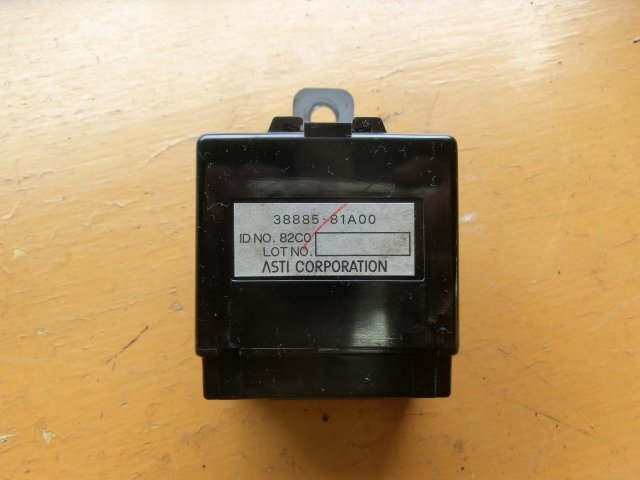 38885-81A00
ID NO. 82C0
LOT NO.
ASTI CORPORATION